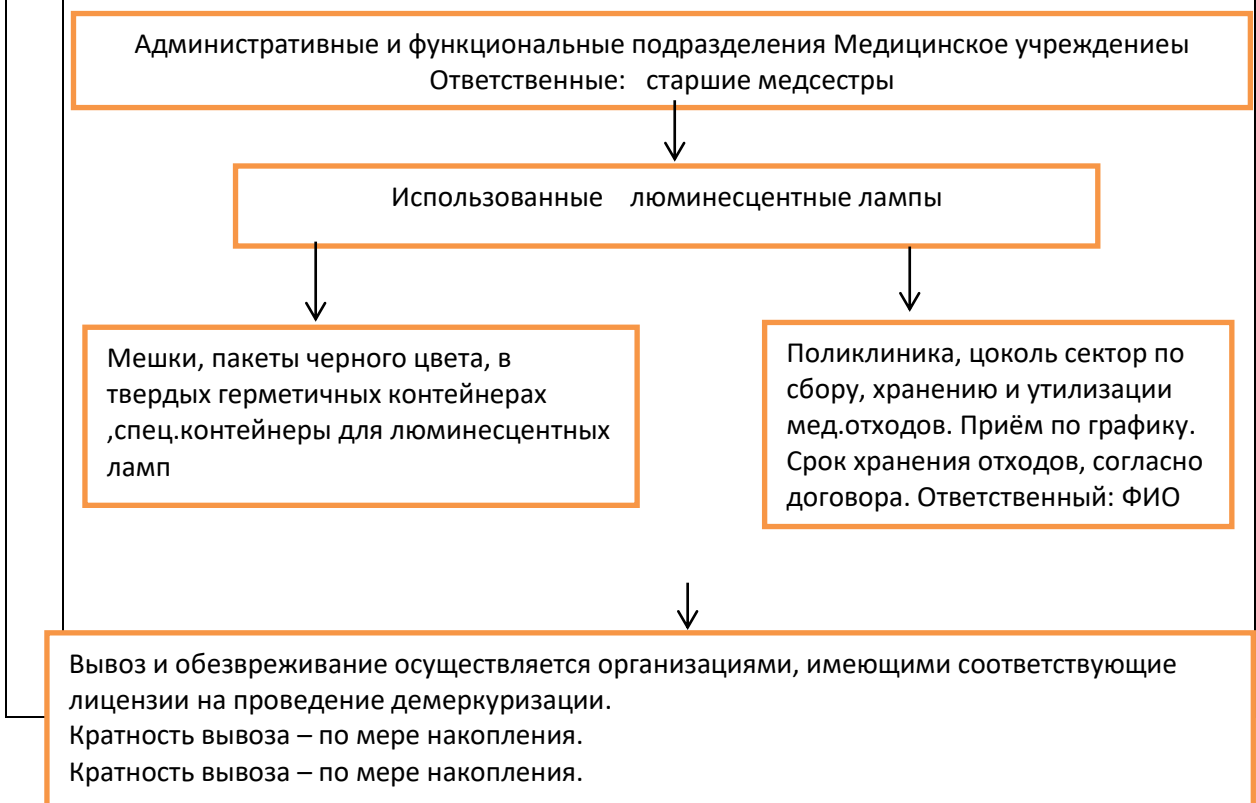 Административные и функциональные подразделения Медицинское учреждениеы
Ответственные: старшие медсестры
Использованные люминесцентные лампы
Мешки, пакеты черного цвета, в
твердых герметичных контейнерах
,спец.контейнеры для люминесцентных
ламп
Поликлиника, цоколь сектор по
сбору, хранению и утилизации
мед.отходов. Приём по графику.
Срок хранения отходов, согласно
договора. Ответственный: ФИО
Вывоз и обезвреживание осуществляется организациями, имеющими соответствующие
лицензии на проведение демеркуризации.
Кратность вывоза – по мере накопления.
Кратность вывоза – по мере накопления.